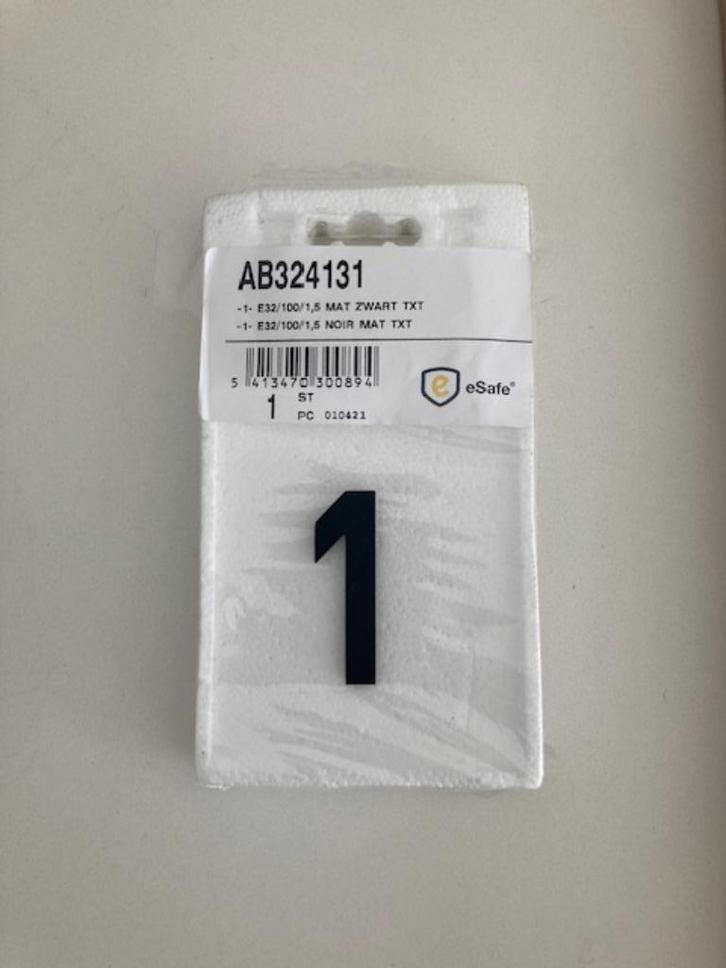 AB324131
-1- E32/100/1,5 MAT ZWART TXT
-1- E32/100/1,5 NOIR MAT TXT
5 413470 300894
e eSafe®
1 ST
PC 010421
1